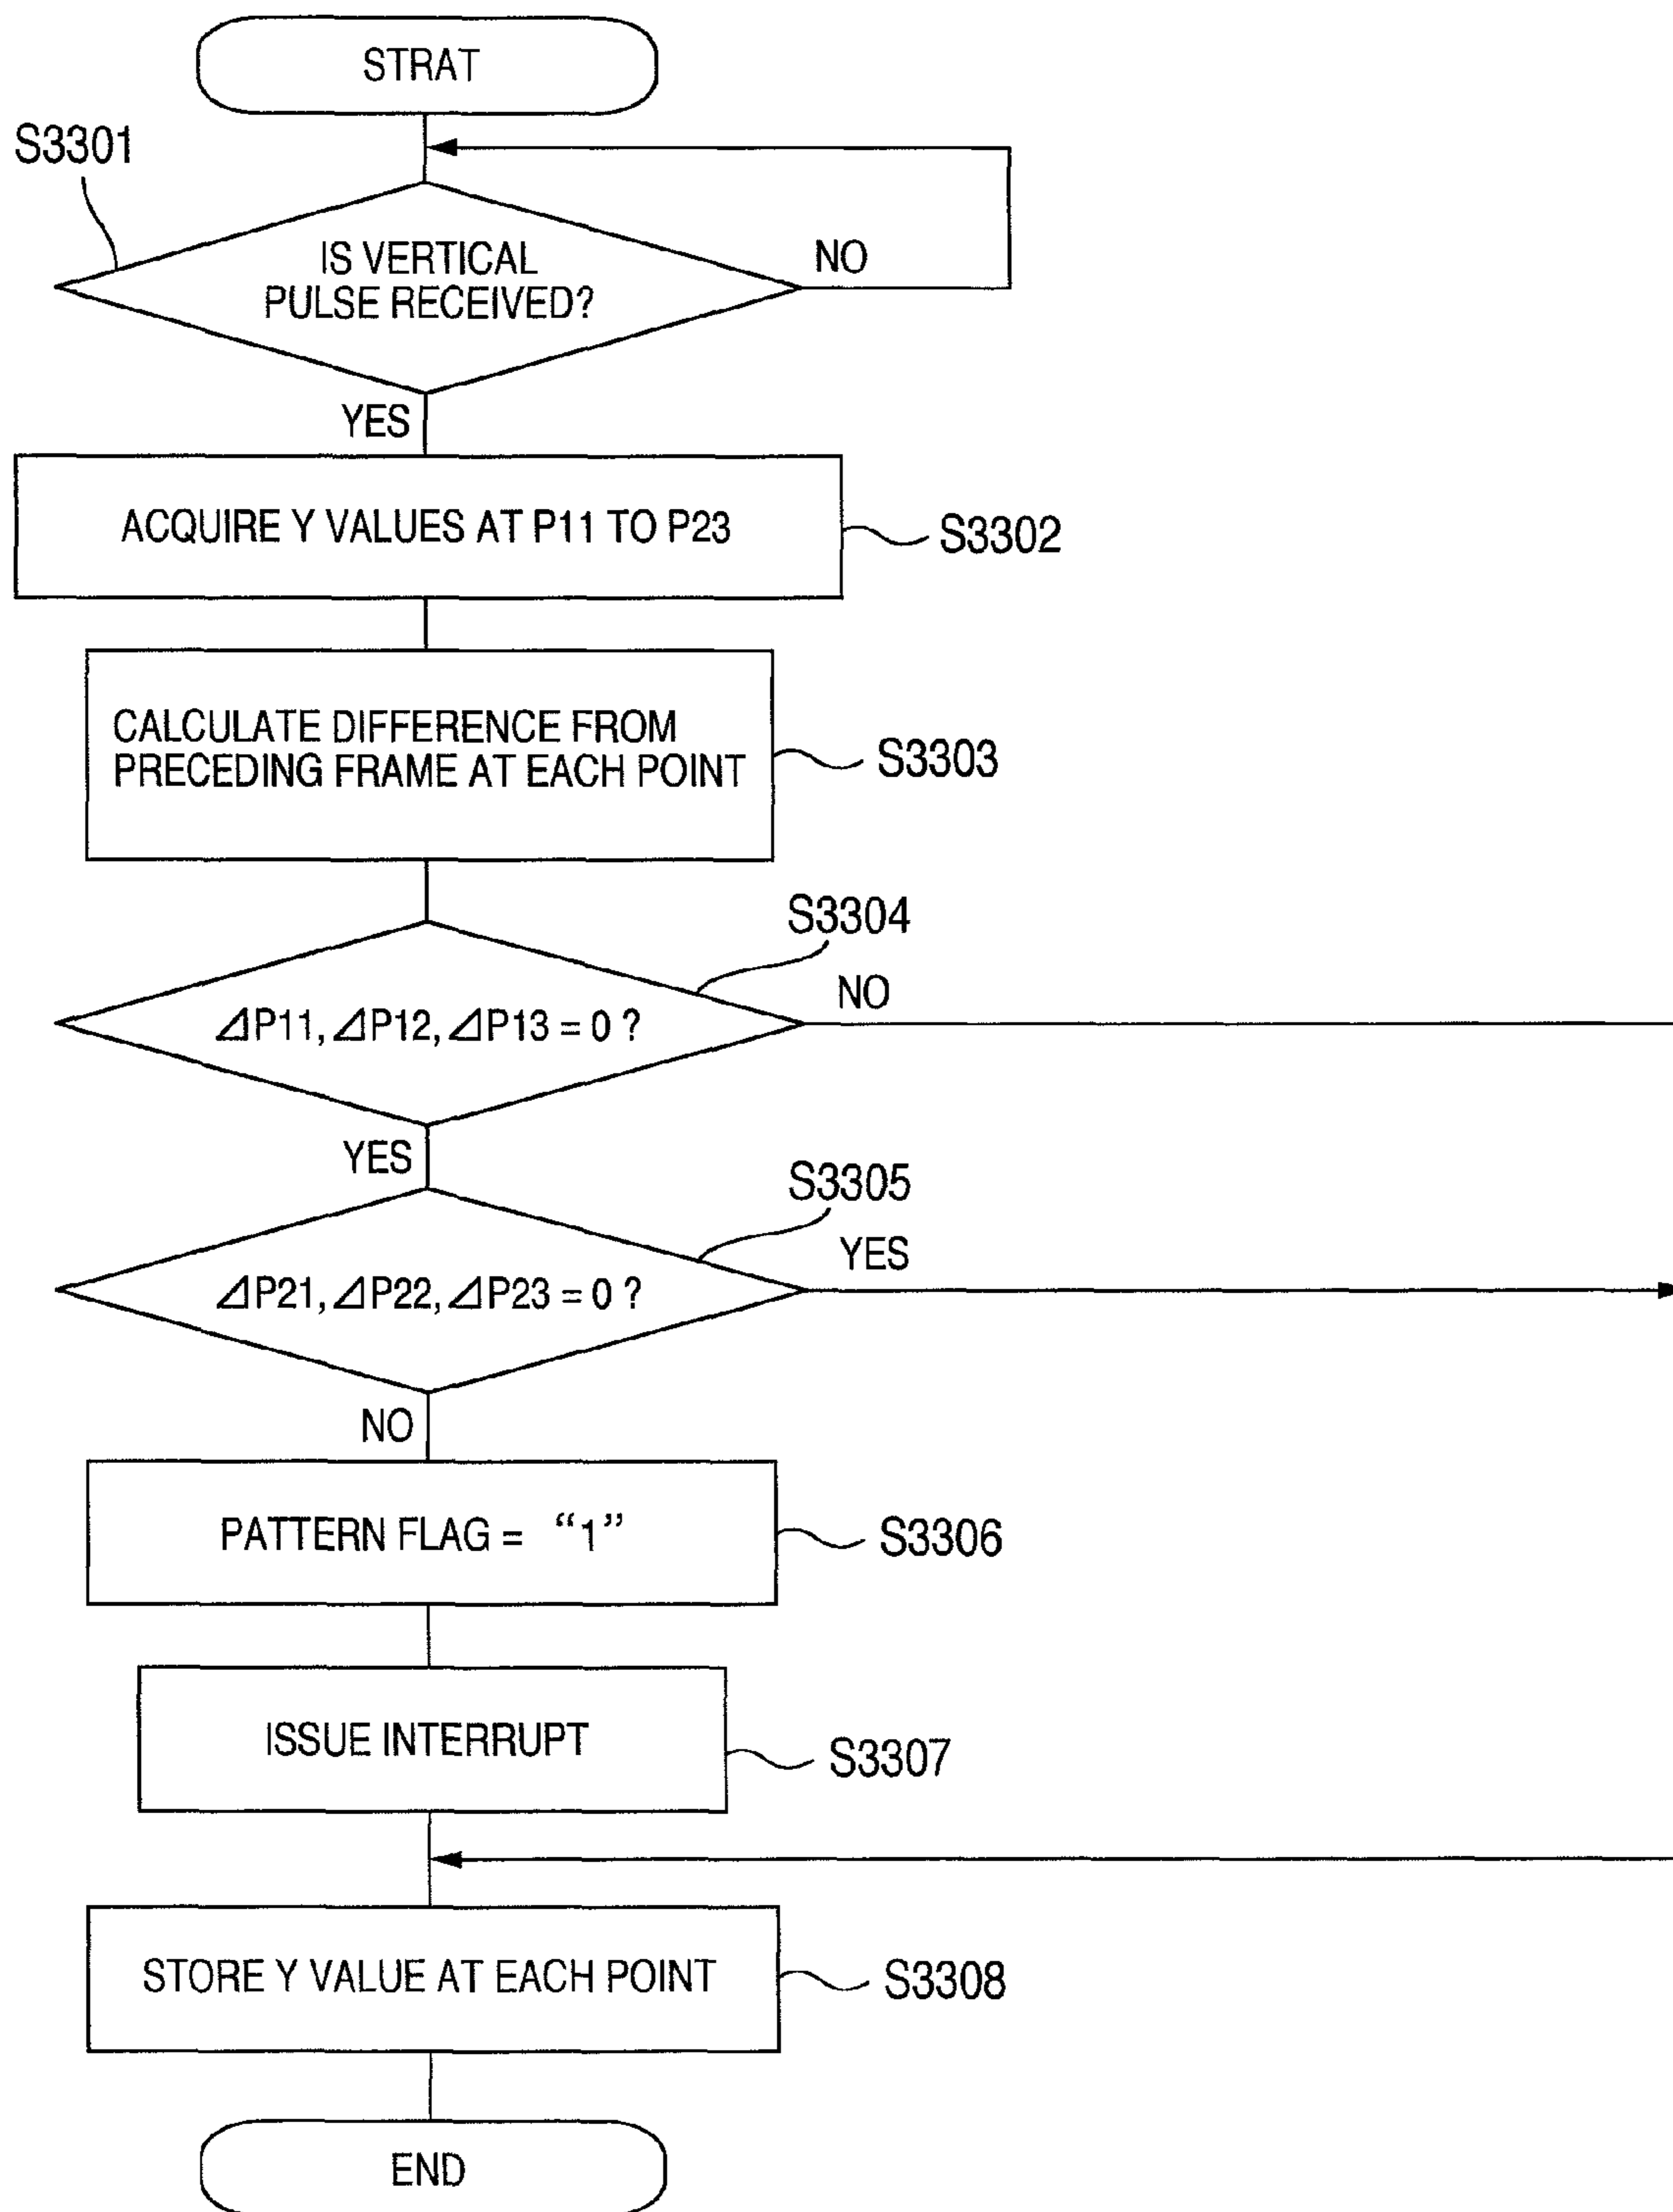 STRAT
S3301
IS VERTICAL
PULSE RECEIVED?
NO
YES
ACQUIRE Y VALUES AT P11 TO P23
S3302
CALCULATE DIFFERENCE FROM
PRECEDING FRAME AT EACH POINT
S3303
S3304
⊿P11, ⊿P12, ⊿P13 = 0 ?
NO
YES
S3305
⊿P21, ⊿P22, ⊿P23 = 0 ?
YES
NO
PATTERN FLAG = “1”
S3306
ISSUE INTERRUPT
S3307
STORE Y VALUE AT EACH POINT
S3308
END